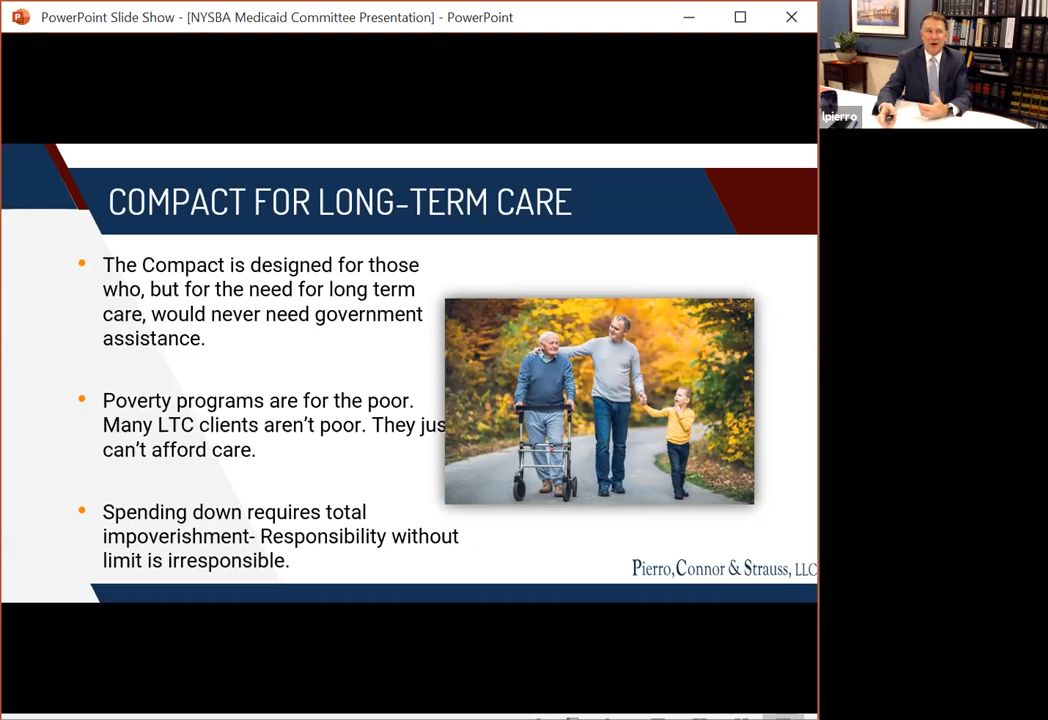 PowerPoint Slide Show - [NYSBA Medicaid Committee Presentation] - PowerPoint
lpierro
COMPACT FOR LONG-TERM CARE
• The Compact is designed for those
who, but for the need for long term
care, would never need government
assistance.
• Poverty programs are for the poor.
Many LTC clients aren't poor. They jus
can't afford care.
• Spending down requires total
impoverishment- Responsibility without
limit is irresponsible.
Pierro, Connor & Strauss, LLC